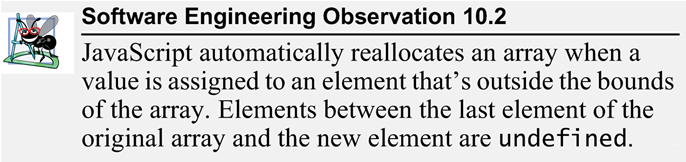 Software Engineering Observation 10.2
JavaScript automatically reallocates an array when a
value is assigned to an element that’s outside the bounds
of the array. Elements between the last element of the
original array and the new element are undefined.